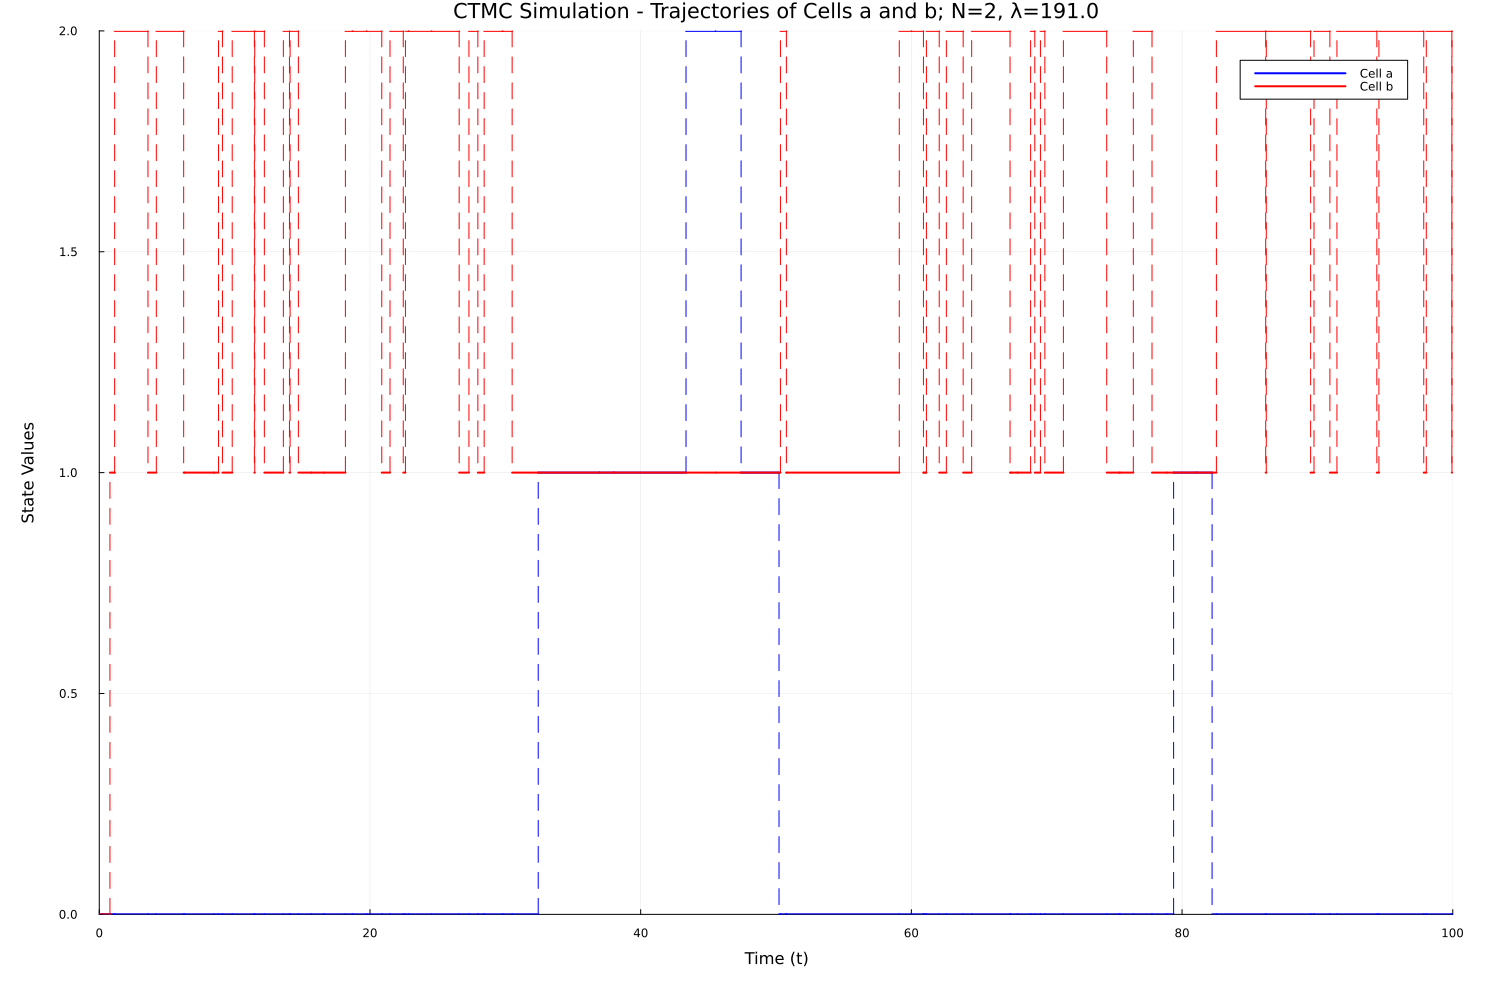 CTMC Simulation - Trajectories of Cells a and b; N=2, λ=191.0
2.0
Cell a
Cell b
1.5
1.0
State Values
0.5
0.0
0 20 40 60 80 100
Time (t)